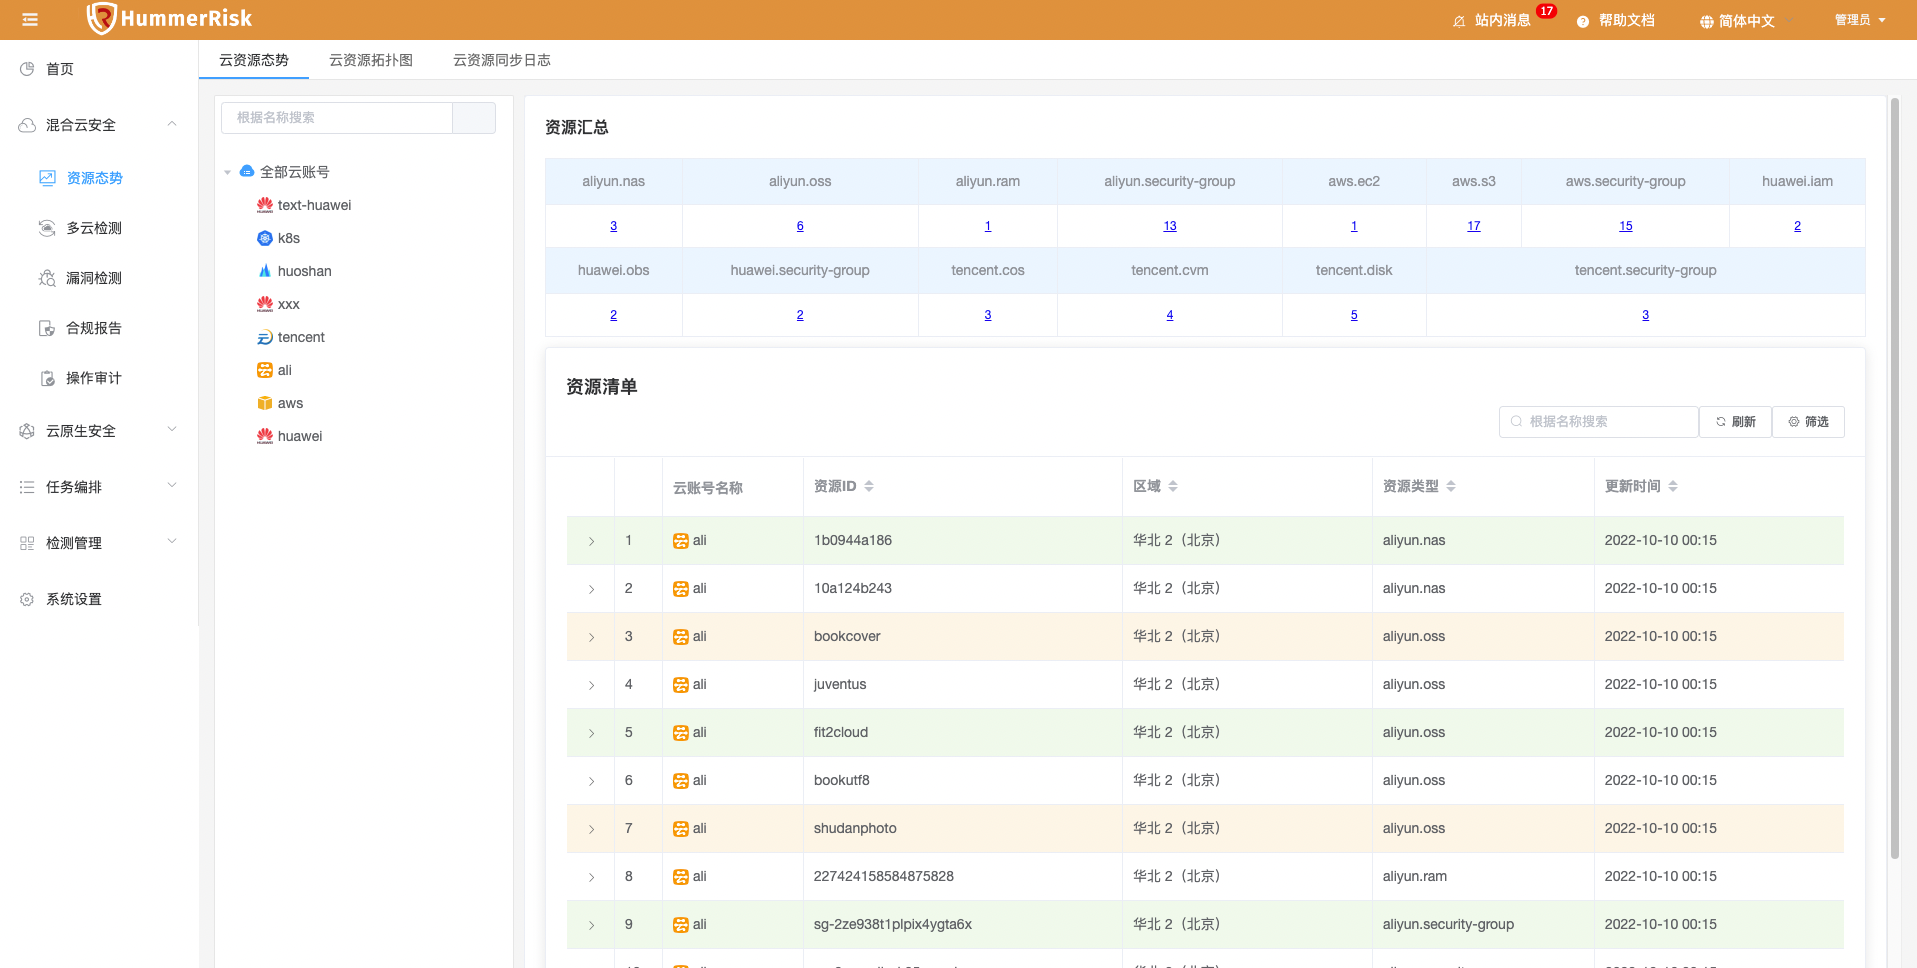 HummerRisk
站内消息 17
帮助文档
简体中文
管理员
首页
混合云安全
资源态势
多云检测
漏洞检测
合规报告
操作审计
云原生安全
任务编排
检测管理
系统设置
云资源态势 云资源拓扑图 云资源同步日志
根据名称搜索
全部云账号
text-huawei
k8s
huoshan
xxx
tencent
ali
aws
huawei
资源汇总
aliyun.nas aliyun.oss aliyun.ram aliyun.security-group aws.ec2 aws.s3 aws.security-group huawei.iam
3 6 1 13 1 17 15 2
huawei.obs huawei.security-group tencent.cos tencent.cvm tencent.disk tencent.security-group
2 2 3 4 5 3
资源清单
根据名称搜索 刷新 筛选
云账号名称 资源ID 区域 资源类型 更新时间
1 ali 1b0944a186 华北 2（北京） aliyun.nas 2022-10-10 00:15
2 ali 10a124b243 华北 2（北京） aliyun.nas 2022-10-10 00:15
3 ali bookcover 华北 2（北京） aliyun.oss 2022-10-10 00:15
4 ali juventus 华北 2（北京） aliyun.oss 2022-10-10 00:15
5 ali fit2cloud 华北 2（北京） aliyun.oss 2022-10-10 00:15
6 ali bookutf8 华北 2（北京） aliyun.oss 2022-10-10 00:15
7 ali shudanphoto 华北 2（北京） aliyun.oss 2022-10-10 00:15
8 ali 227424158584875828 华北 2（北京） aliyun.ram 2022-10-10 00:15
9 ali sg-2ze938t1plpix4ygta6x 华北 2（北京） aliyun.security-group 2022-10-10 00:15